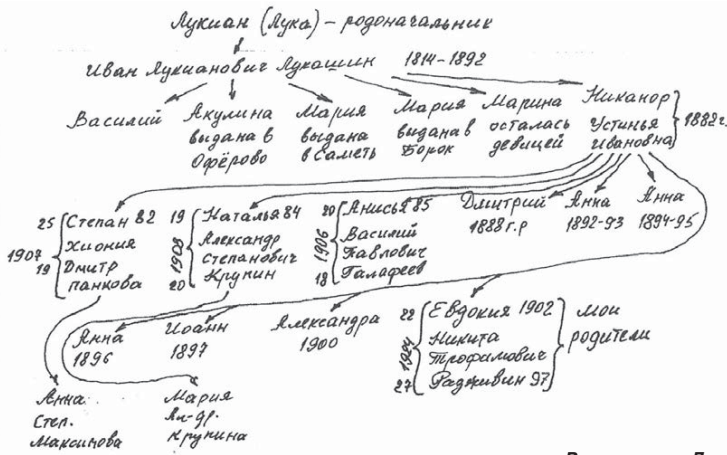 Лукиан (Лука) – родоначальник
Иван Лукианович Лукашин 1814-1892
Василий
Акулина
выдана в
Офёрово
Мария
выдана
в Саметь
Мария
выдана в
Борок
Марина
осталась
девицей
Никанор
Устинья
Ивановна
1882 г.
25 Степан 82
1907 Хиония
19 Дмитр
панкова
19 Наталья 84
1908 Александр
Степанович
20 Крупин
20 Анисья 85
1906 Василий
Павлович
18 Галафеев
Дмитрий
1888 г.р
Анна
1892-93
Анна
1894-95
Анна
1896
Иоанн
1897
Александра
1900
22 Евдокия 1902
1924 Никита
Трофимович
27 Радживин 97
мои
родители
Анна
Степ.
Максимова
Мария
Ал-др.
Крупина